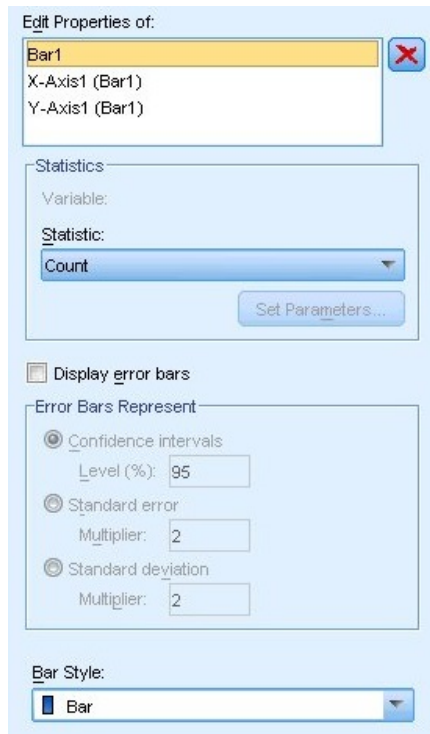 Edit Properties of:
Bar1
X-Axis1 (Bar1)
Y-Axis1 (Bar1)
Statistics
Variable:
Statistic:
Count
Set Parameters...
Display error bars
Error Bars Represent
Confidence intervals
Level (%): 95
Standard error
Multiplier: 2
Standard deviation
Multiplier: 2
Bar Style:
Bar